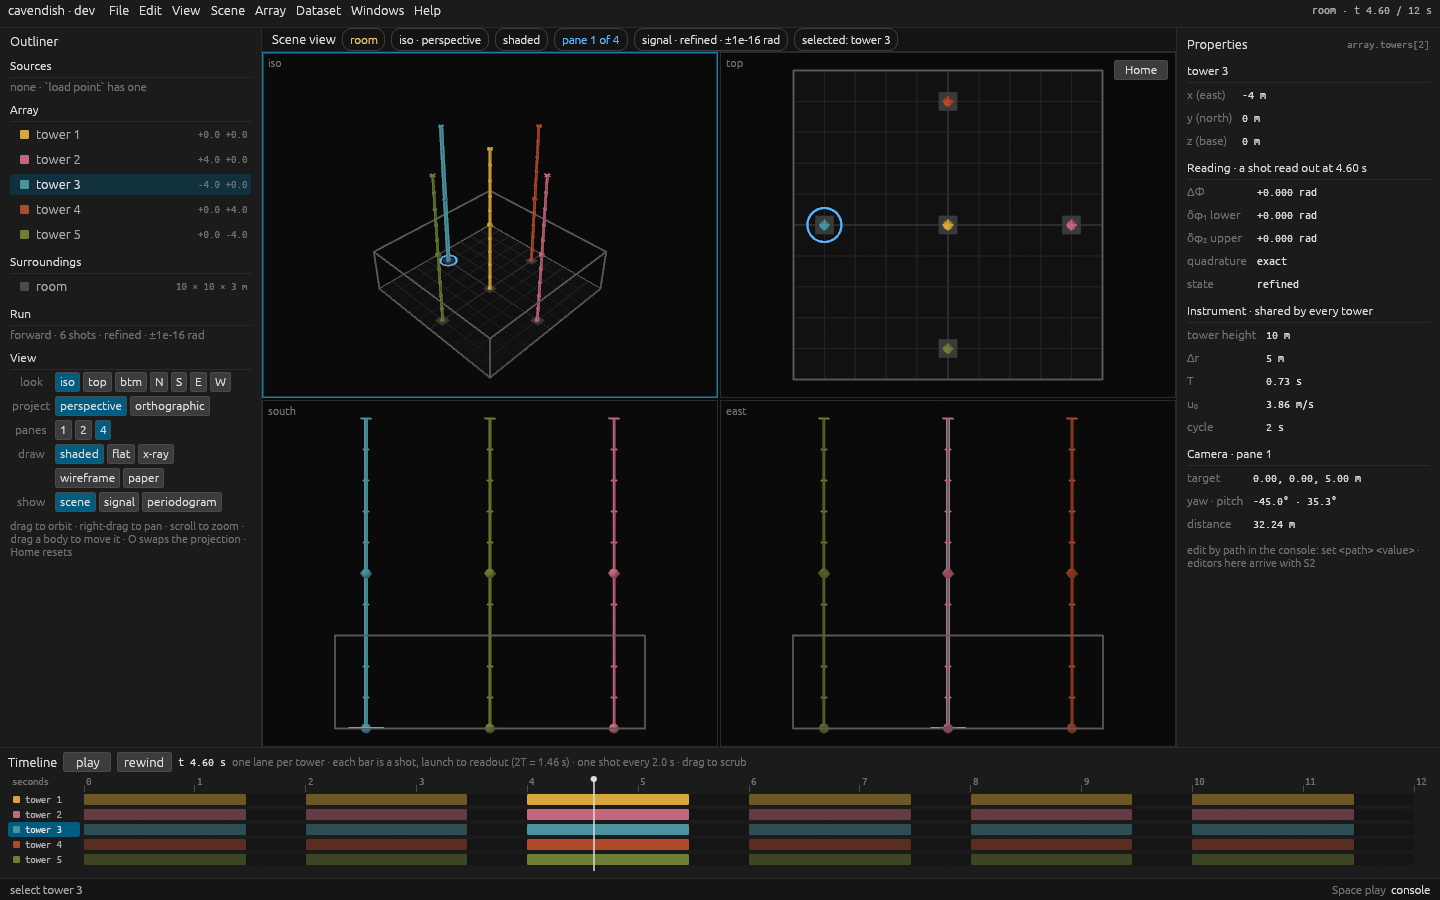 cavendish · dev File Edit View Scene Array Dataset Windows Help room · t 4.60 / 12 s
Outliner
Sources
none · `load point` has one
Array
tower 1 +0.0 +0.0
tower 2 +4.0 +0.0
tower 3 -4.0 +0.0
tower 4 +0.0 +4.0
tower 5 +0.0 -4.0
Surroundings
room 10 × 10 × 3 m
Run
forward · 6 shots · refined · ±1e-16 rad
View
look iso top btm N S E W
project perspective orthographic
panes 1 2 4
draw shaded flat x-ray
wireframe paper
show scene signal periodogram
drag to orbit · right-drag to pan · scroll to zoom ·
drag a body to move it · O swaps the projection ·
Home resets
Scene view room iso · perspective shaded pane 1 of 4 signal · refined · ±1e-16 rad selected: tower 3
iso
top
Home
south
east
Properties array.towers[2]
tower 3
x (east) -4 m
y (north) 0 m
z (base) 0 m
Reading · a shot read out at 4.60 s
ΔΦ +0.000 rad
δφ₁ lower +0.000 rad
δφ₂ upper +0.000 rad
quadrature exact
state refined
Instrument · shared by every tower
tower height 10 m
Δr 5 m
T 0.73 s
u₀ 3.86 m/s
cycle 2 s
Camera · pane 1
target 0.00, 0.00, 5.00 m
yaw · pitch -45.0° · 35.3°
distance 32.24 m
edit by path in the console: set <path> <value> ·
editors here arrive with S2
Timeline play rewind t 4.60 s one lane per tower · each bar is a shot, launch to readout (2T = 1.46 s) · one shot every 2.0 s · drag to scrub
seconds 0 1 2 3 4 5 6 7 8 9 10 11 12
tower 1
tower 2
tower 3
tower 4
tower 5
select tower 3 Space play console